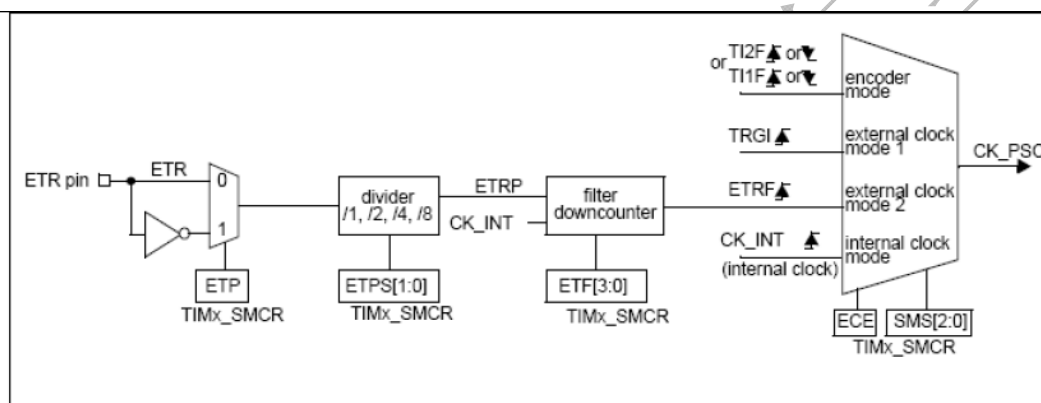 TI2F or
or
TI1F or
encoder mode
TRGI
external clock mode 1
CK_PSC
ETR pin
ETR
0
1
divider
/1, /2, /4, /8
ETRP
CK_INT
filter
downcounter
ETRF
external clock mode 2
CK_INT
(internal clock)
internal clock mode
ETP
TIMx_SMCR
ETPS[1:0]
TIMx_SMCR
ETF[3:0]
TIMx_SMCR
ECE
SMS[2:0]
TIMx_SMCR